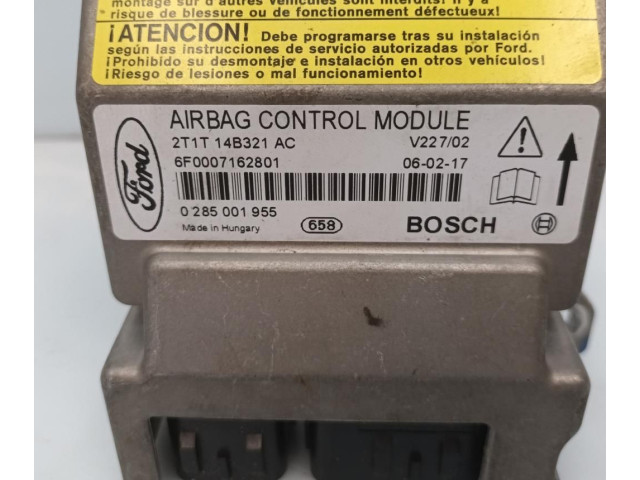 montage sur d'autres véhicules sont interdits! Il y a
risque de blessure ou de fonctionnement défectueux!
¡ATENCION! Debe programarse tras su instalación
según las instrucciones de servicio autorizadas por Ford.
¡Prohibido su desmontaje e instalación en otros vehículos!
¡Riesgo de lesiones o mal funcionamiento!
Ford
AIRBAG CONTROL MODULE
2T1T 14B321 AC V227/02
6F0007162801 06-02-17
0 285 001 955
Made in Hungary 658 BOSCH